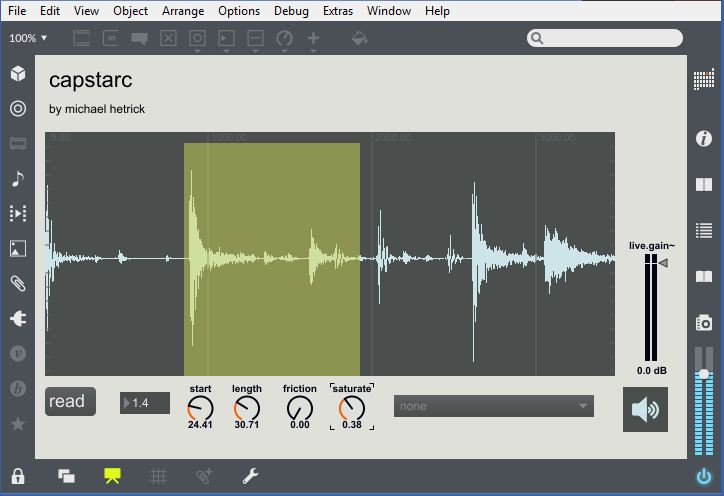 File Edit View Object Arrange Options Debug Extras Window Help
100%
capstarc
by michael hetrick
0.00 1000.00 2000.00 3000.00
live.gain~
0.0 dB
read
1.4
start length friction saturate
24.41 30.71 0.00 0.38
none